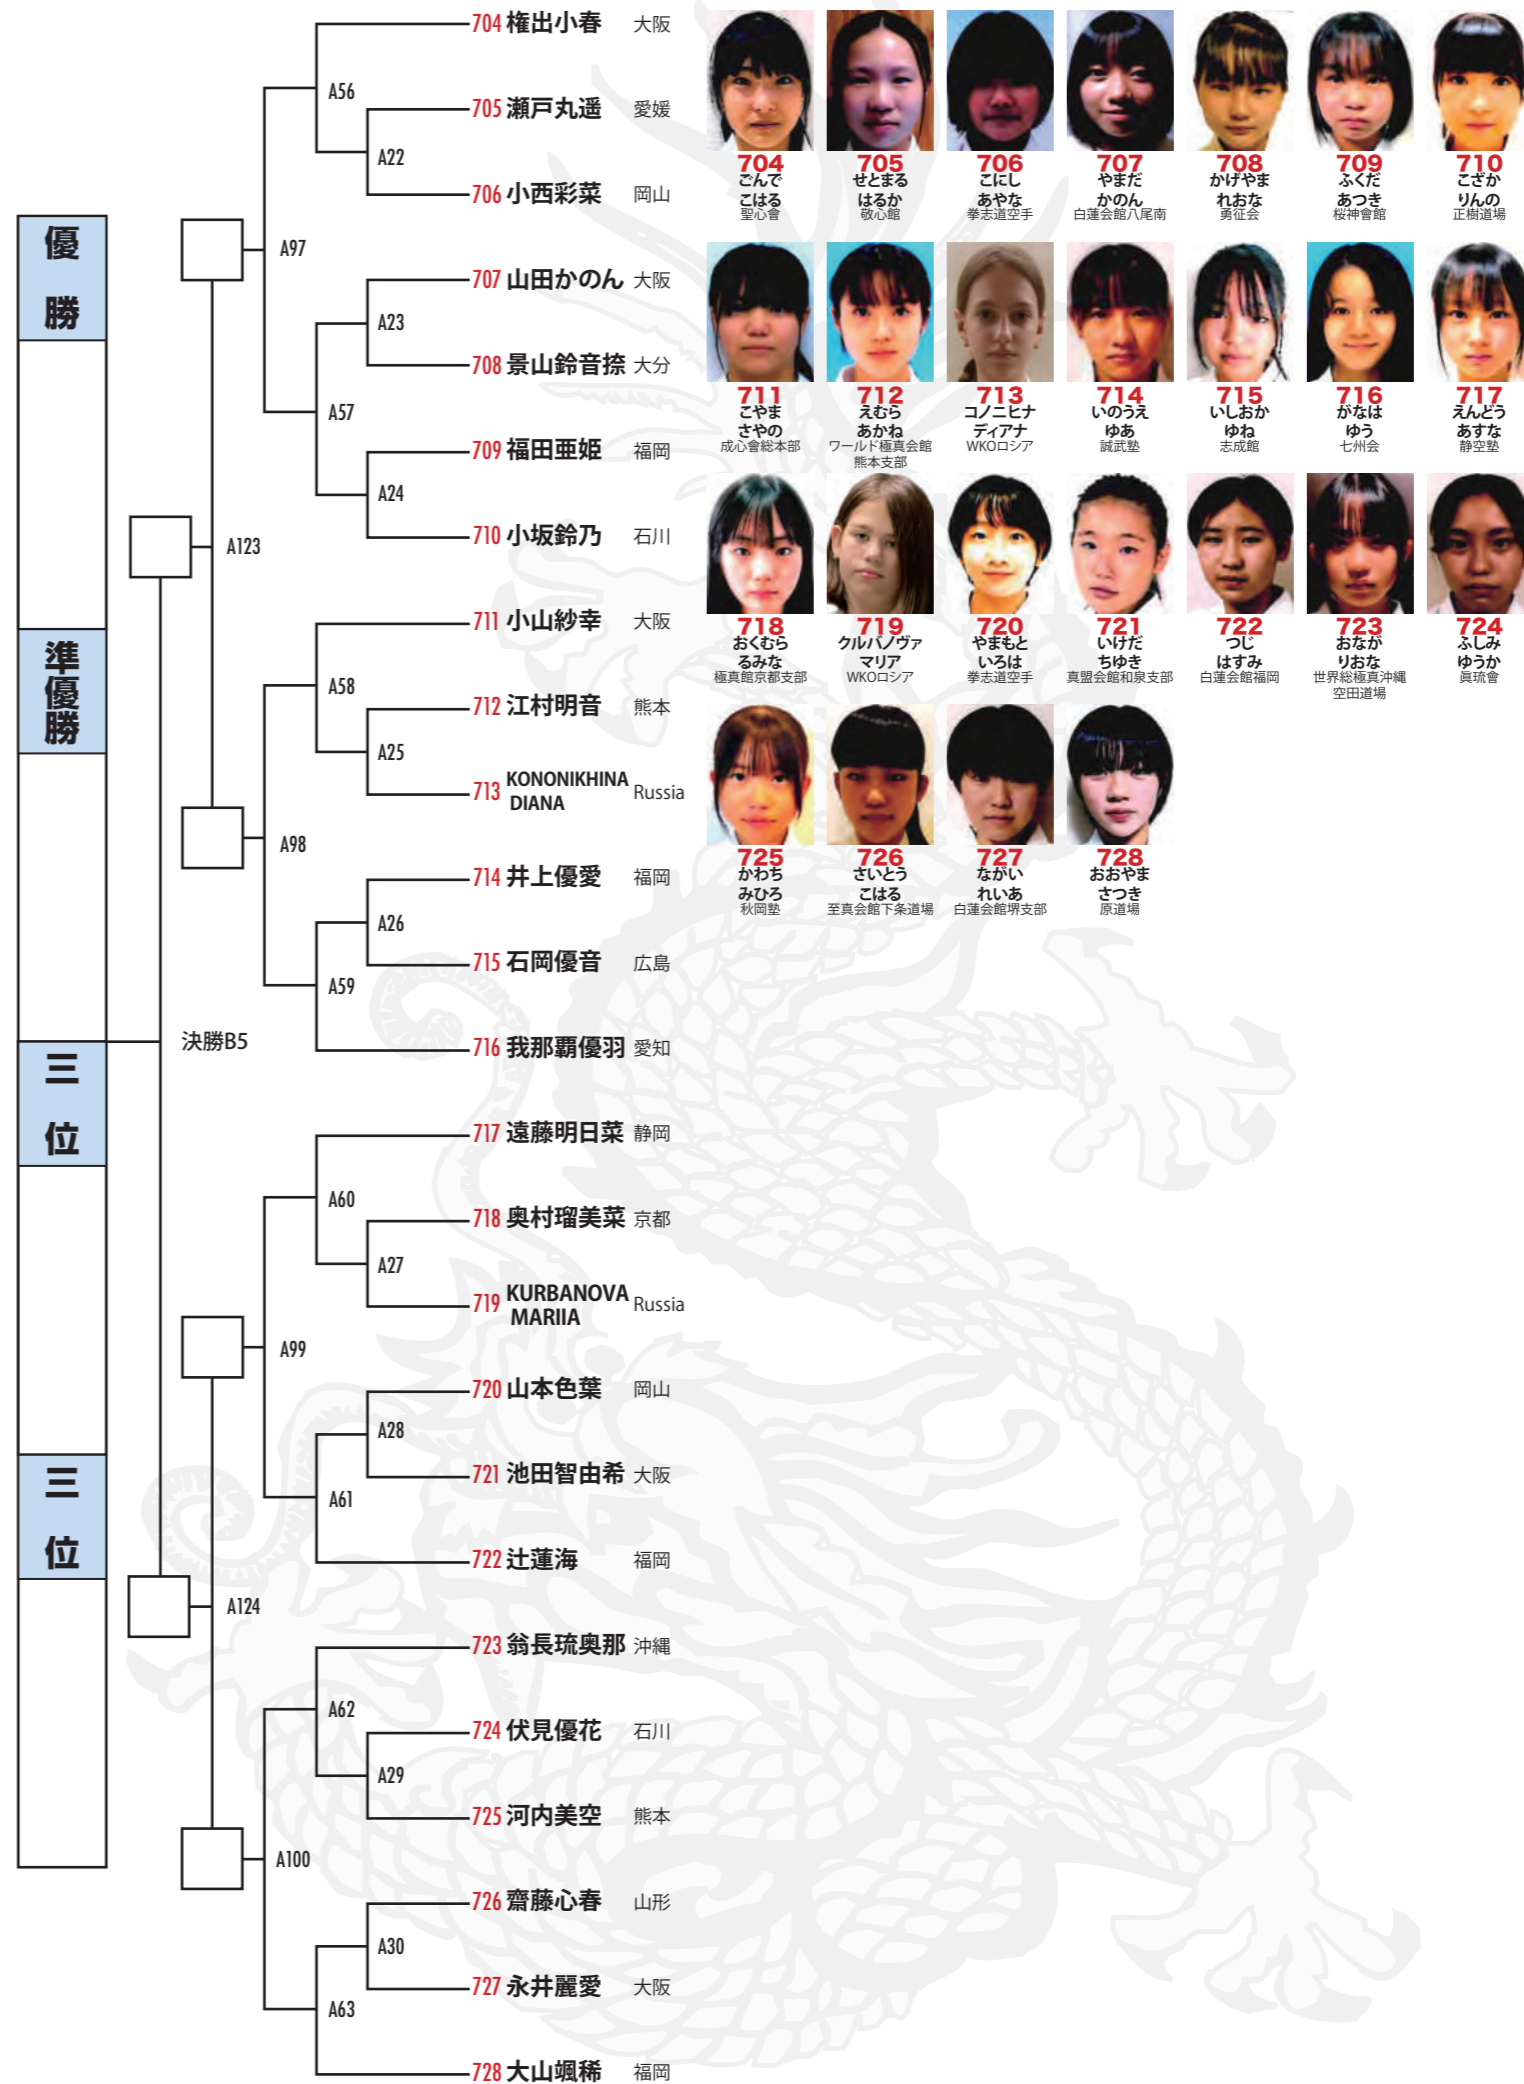 優勝
準優勝
三位
三位
決勝B5
A123
A124
A97
A98
A99
A100
A56
A57
A58
A59
A60
A61
A62
A63
A22
A23
A24
A25
A26
A27
A28
A29
A30
704 権出小春 大阪
705 瀬戸丸遥 愛媛
706 小西彩菜 岡山
707 山田かのん 大阪
708 景山鈴音捺 大分
709 福田亜姫 福岡
710 小坂鈴乃 石川
711 小山紗幸 大阪
712 江村明音 熊本
713 KONONIKHINA DIANA Russia
714 井上優愛 福岡
715 石岡優音 広島
716 我那覇優羽 愛知
717 遠藤明日菜 静岡
718 奥村瑠美菜 京都
719 KURBANOVA MARIIA Russia
720 山本色葉 岡山
721 池田智由希 大阪
722 辻蓮海 福岡
723 翁長琉奥那 沖縄
724 伏見優花 石川
725 河内美空 熊本
726 齋藤心春 山形
727 永井麗愛 大阪
728 大山颯稀 福岡
704 705 706 707 708 709 710
ごんで せとまる こにし やまだ かげやま ふくだ こざか
こはる はるか あやな かのん れおな あつき りんの
聖心會 敬心館 拳志道空手 白蓮会館八尾南 勇征会 桜神會館 正樹道場
711 712 713 714 715 716 717
こやま えむら コノニヒナ いのうえ いしおか がなは えんどう
さやの あかね ディアナ ゆあ ゆね ゆう あすな
成心會総本部 ワールド極真会館 WKOロシア 誠武塾 志成館 七州会 静空塾
熊本支部
718 719 720 721 722 723 724
おくむら クルバノヴァ やまもと いけだ つじ おなが ふしみ
るみな マリア いろは ちゆき はすみ りおな ゆうか
極真館京都支部 WKOロシア 拳志道空手 真盟会館和泉支部 白蓮会館福岡 世界総極真沖縄 眞琉會
空田道場
725 726 727 728
かわち さいとう ながい おおやま
みひろ こはる れいあ さつき
秋岡塾 至真会館下条道場 白蓮会館堺支部 原道場